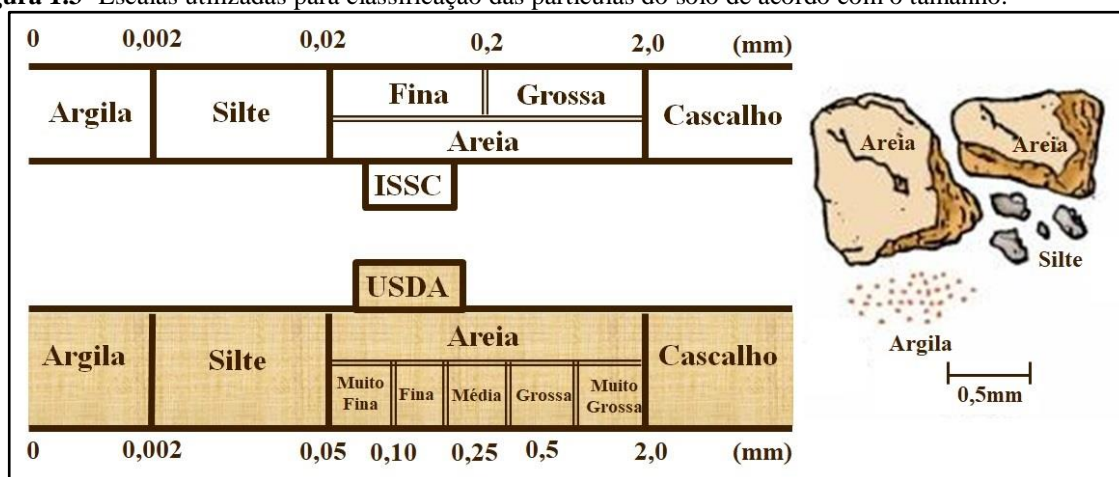 Escalas utilizadas para classificação das partículas do solo de acordo com o tamanho.
0 0,002 0,02 0,2 2,0 (mm)
Argila Silte Fina Grossa Cascalho
Areia
ISSC
USDA
Argila Silte Areia Cascalho
Muito Fina Fina Média Grossa Muito Grossa
0 0,002 0,05 0,10 0,25 0,5 2,0 (mm)
Areia Areia
Silte
Argila
0,5mm